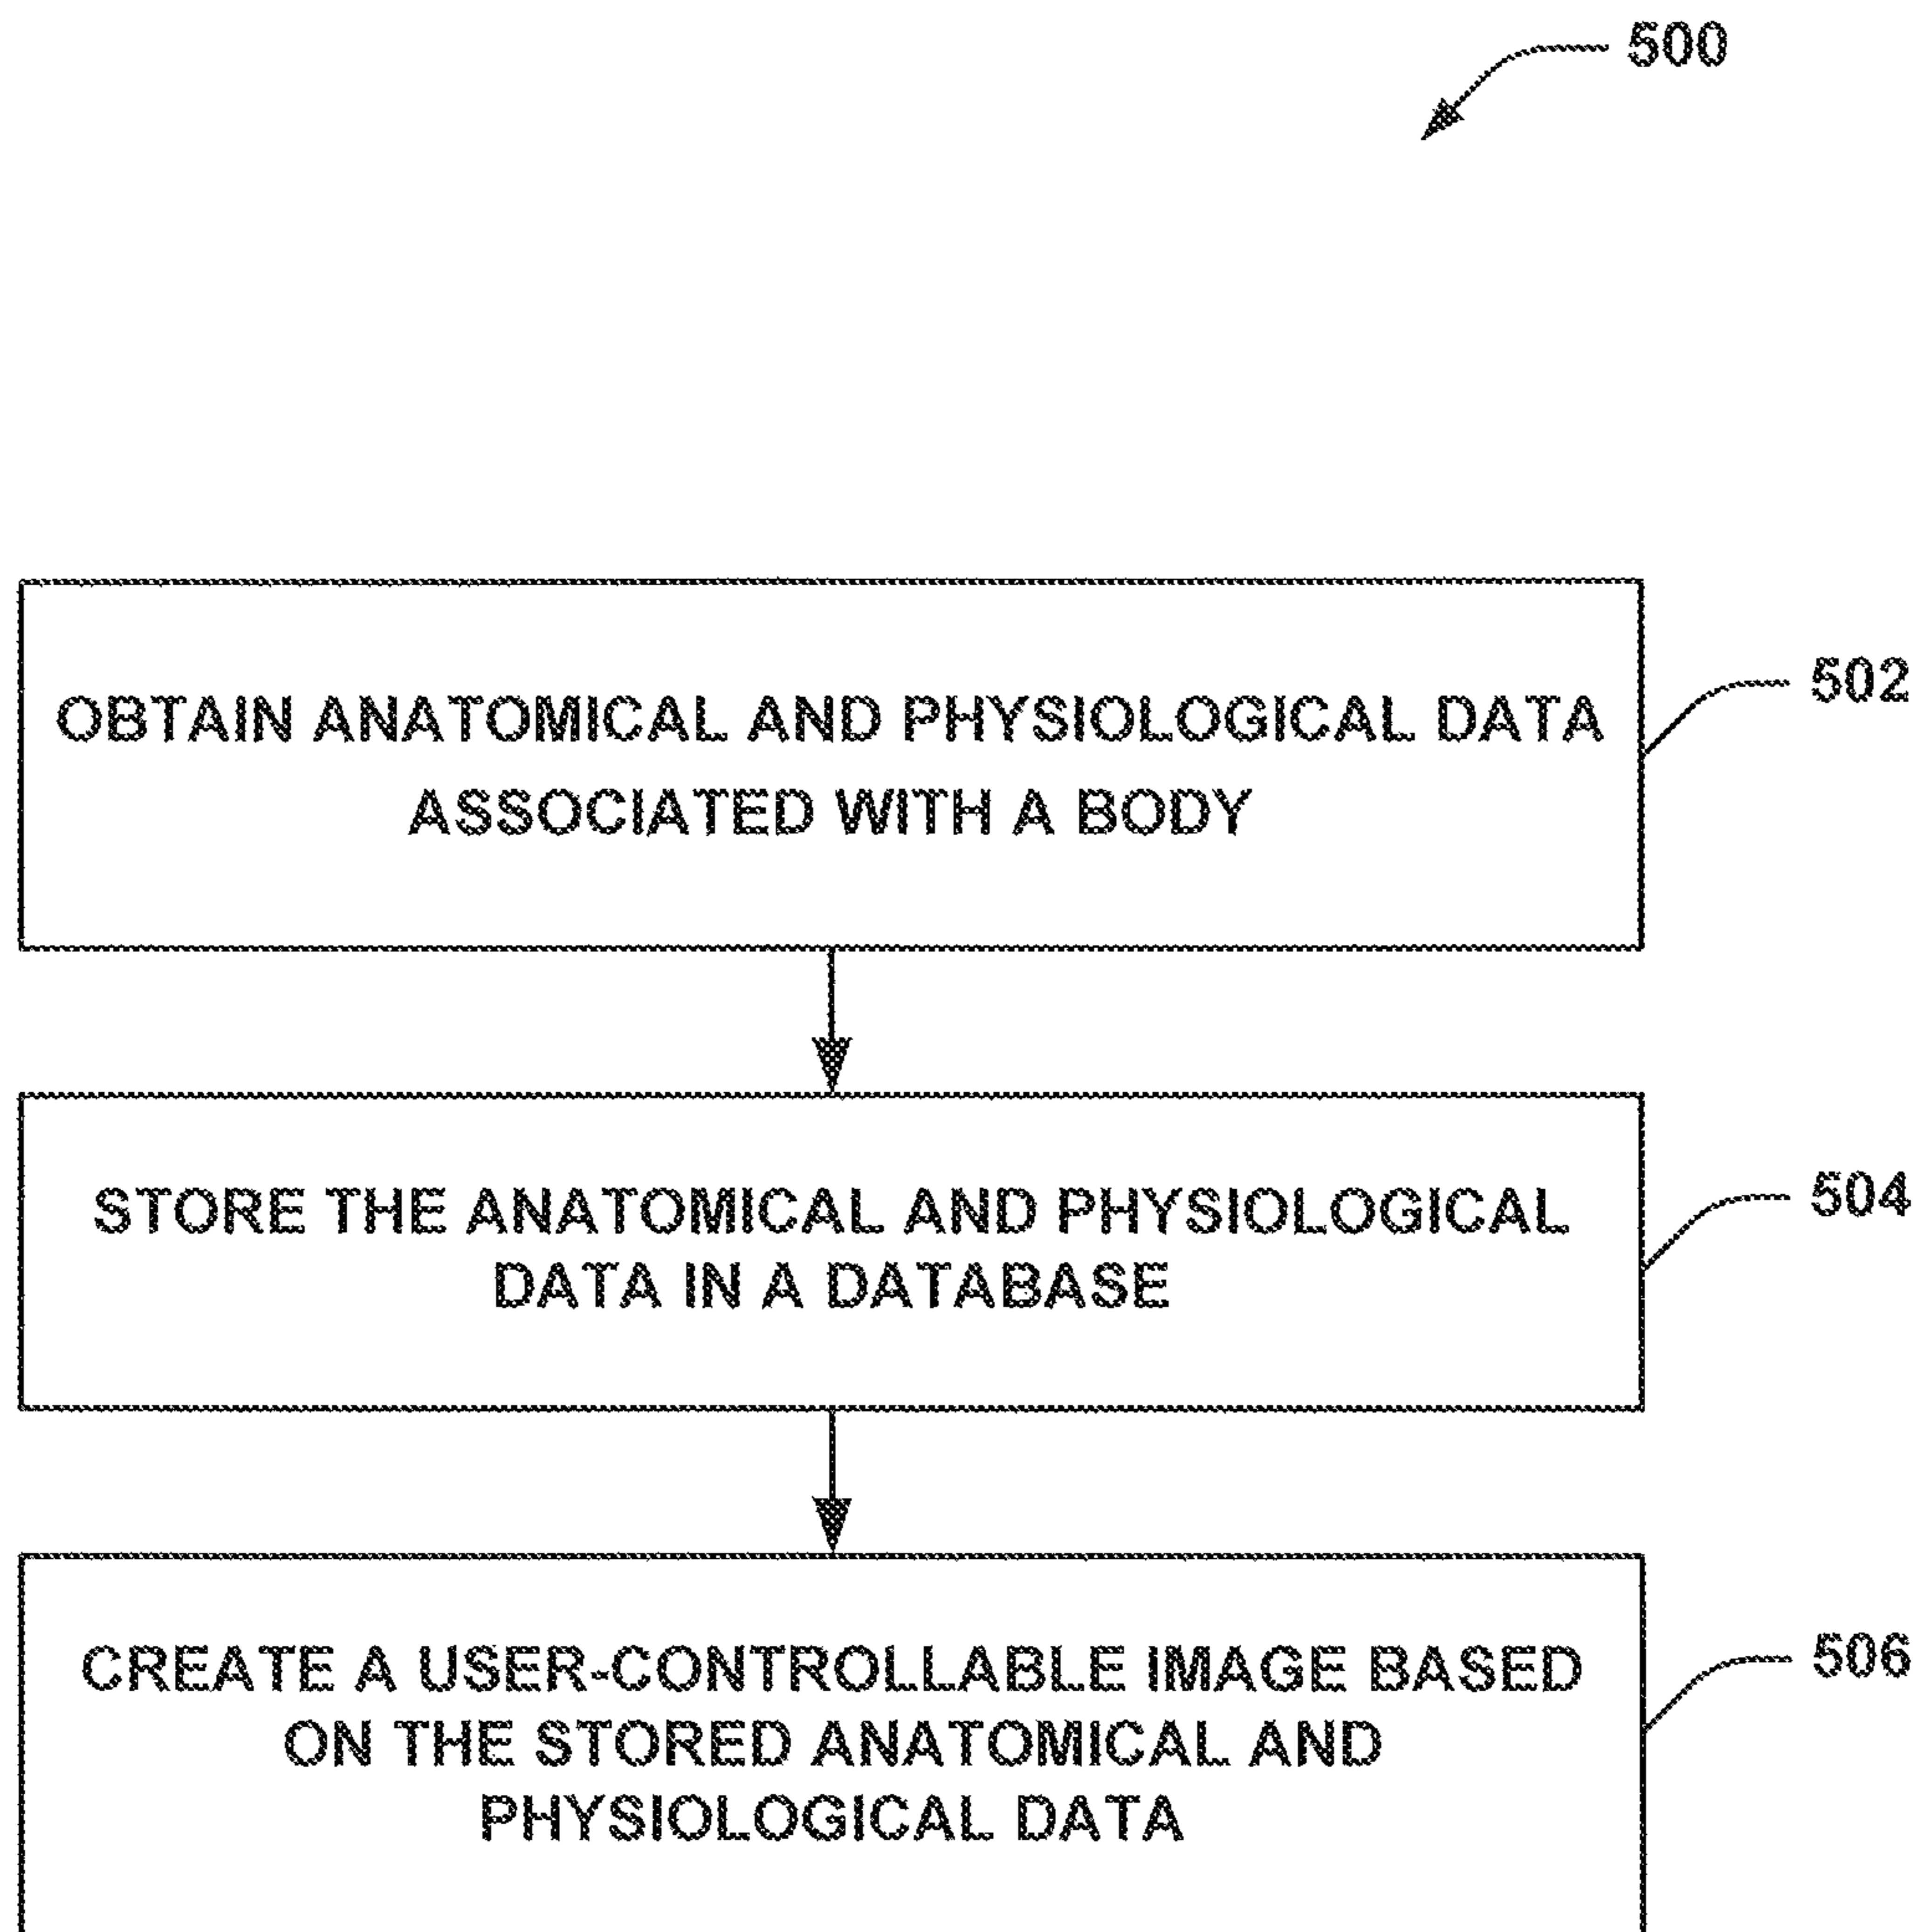 500
OBTAIN ANATOMICAL AND PHYSIOLOGICAL DATA
ASSOCIATED WITH A BODY
502
STORE THE ANATOMICAL AND PHYSIOLOGICAL
DATA IN A DATABASE
504
CREATE A USER-CONTROLLABLE IMAGE BASED
ON THE STORED ANATOMICAL AND
PHYSIOLOGICAL DATA
506